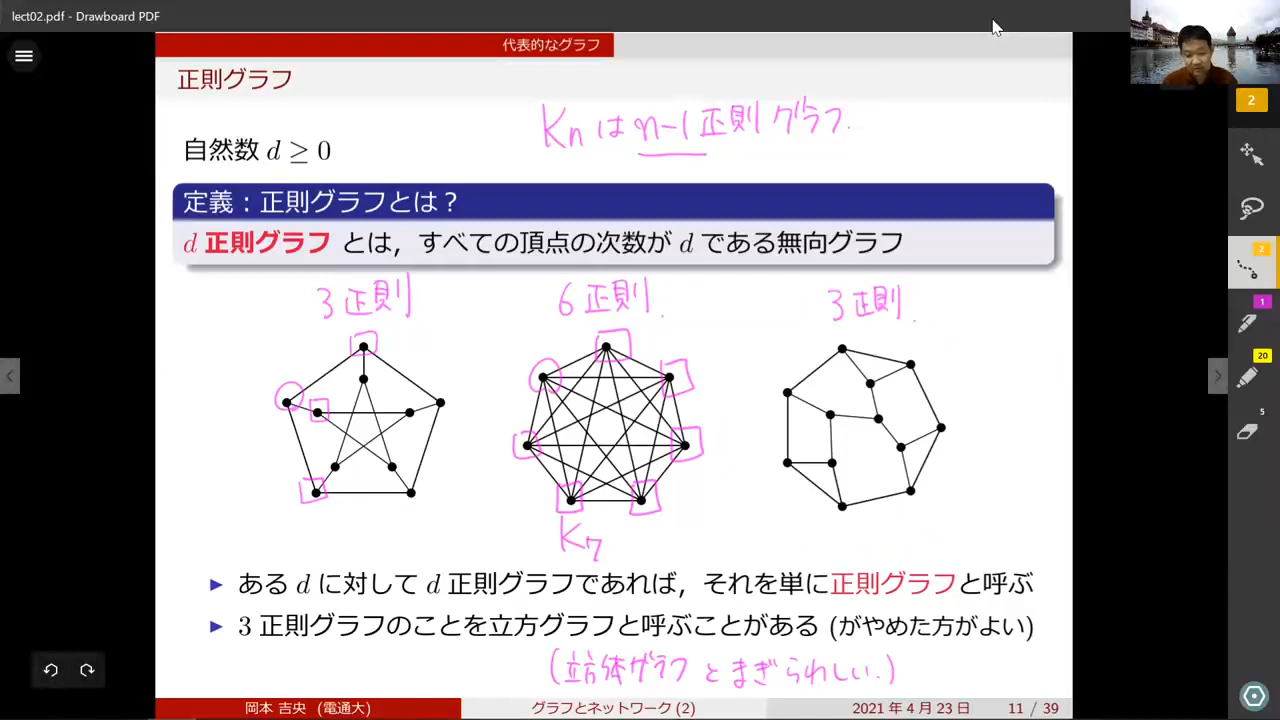 lect02.pdf - Drawboard PDF
代表的なグラフ
正則グラフ
Kn は n-1 正則グラフ.
自然数 d ≥ 0
定義:正則グラフとは?
d 正則グラフ とは,すべての頂点の次数が d である無向グラフ
3正則
6正則.
3正則.
K7
▶ ある d に対して d 正則グラフであれば,それを単に正則グラフと呼ぶ
▶ 3 正則グラフのことを立方グラフと呼ぶことがある (がやめた方がよい)
(立方体グラフ とまぎらわしい.)
岡本 吉央 (電通大)
グラフとネットワーク (2)
2021 年 4 月 23 日
11 / 39
2
2
1
20
5